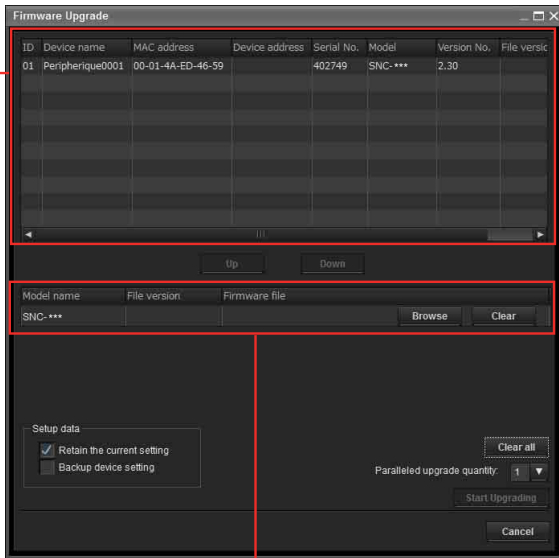 Firmware Upgrade
ID Device name MAC address Device address Serial No. Model Version No. File versic
01 Peripherique0001 00-01-4A-ED-46-59 402749 SNC-*** 2.30
Up Down
Model name File version Firmware file
SNC-*** Browse Clear
Setup data
Retain the current setting
Backup device setting
Clear all
Paralleled upgrade quantity: 1
Start Upgrading
Cancel